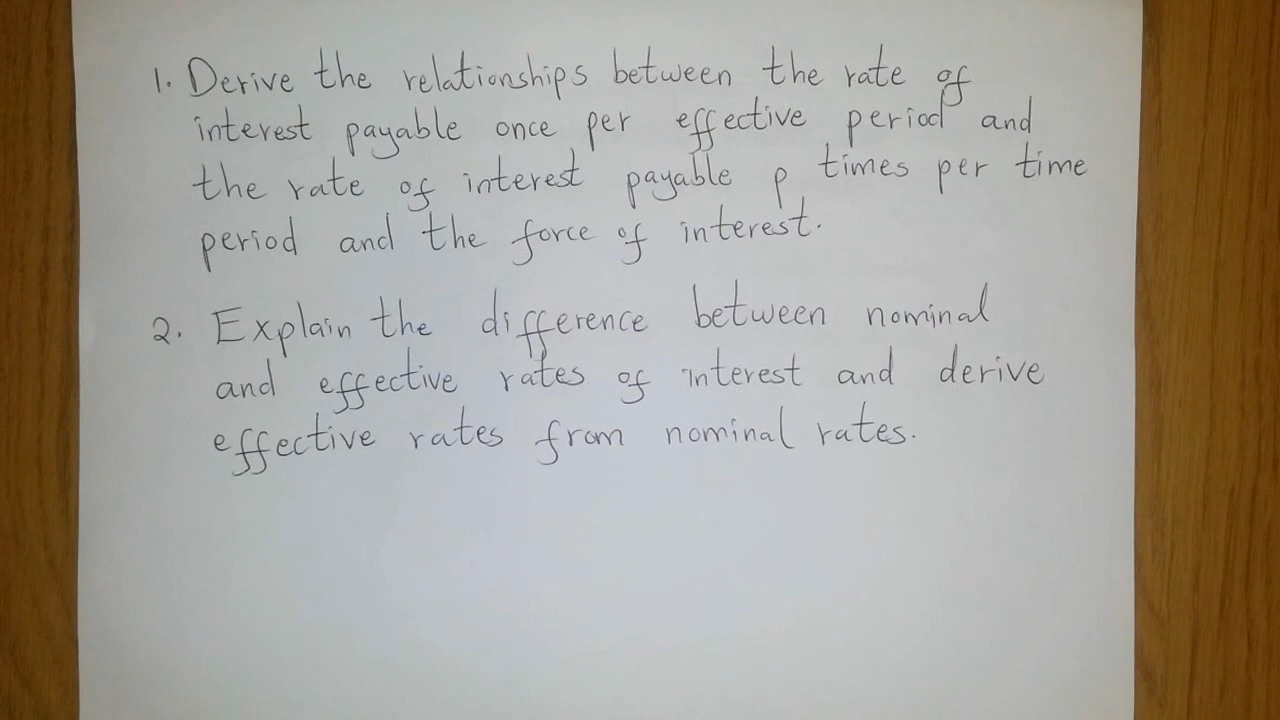 1. Derive the relationships between the rate of
interest payable once per effective period and
the rate of interest payable p times per time
period and the force of interest.
2. Explain the difference between nominal
and effective rates of interest and derive
effective rates from nominal rates.